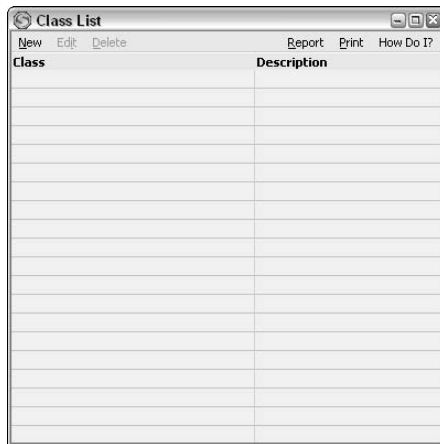 Class List
New Edit Delete Report Print How Do I?
Class Description